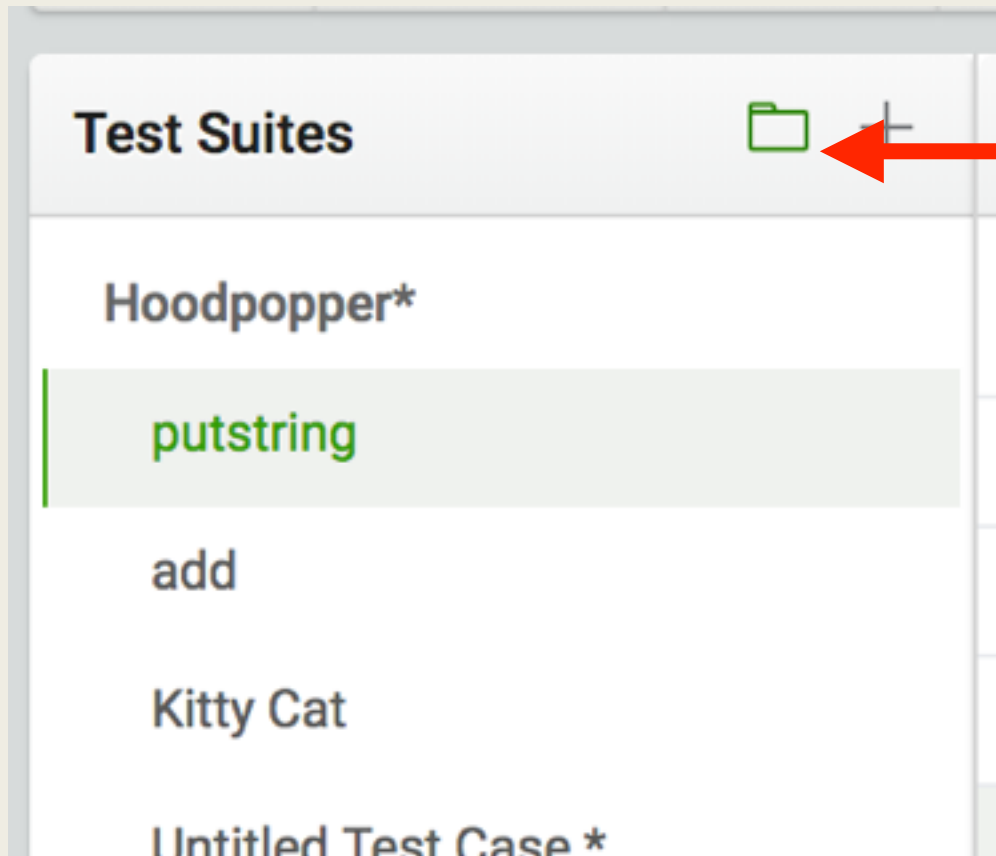 Test Suites
Hoodpopper*
putstring
add
Kitty Cat
Untitled Test Case *